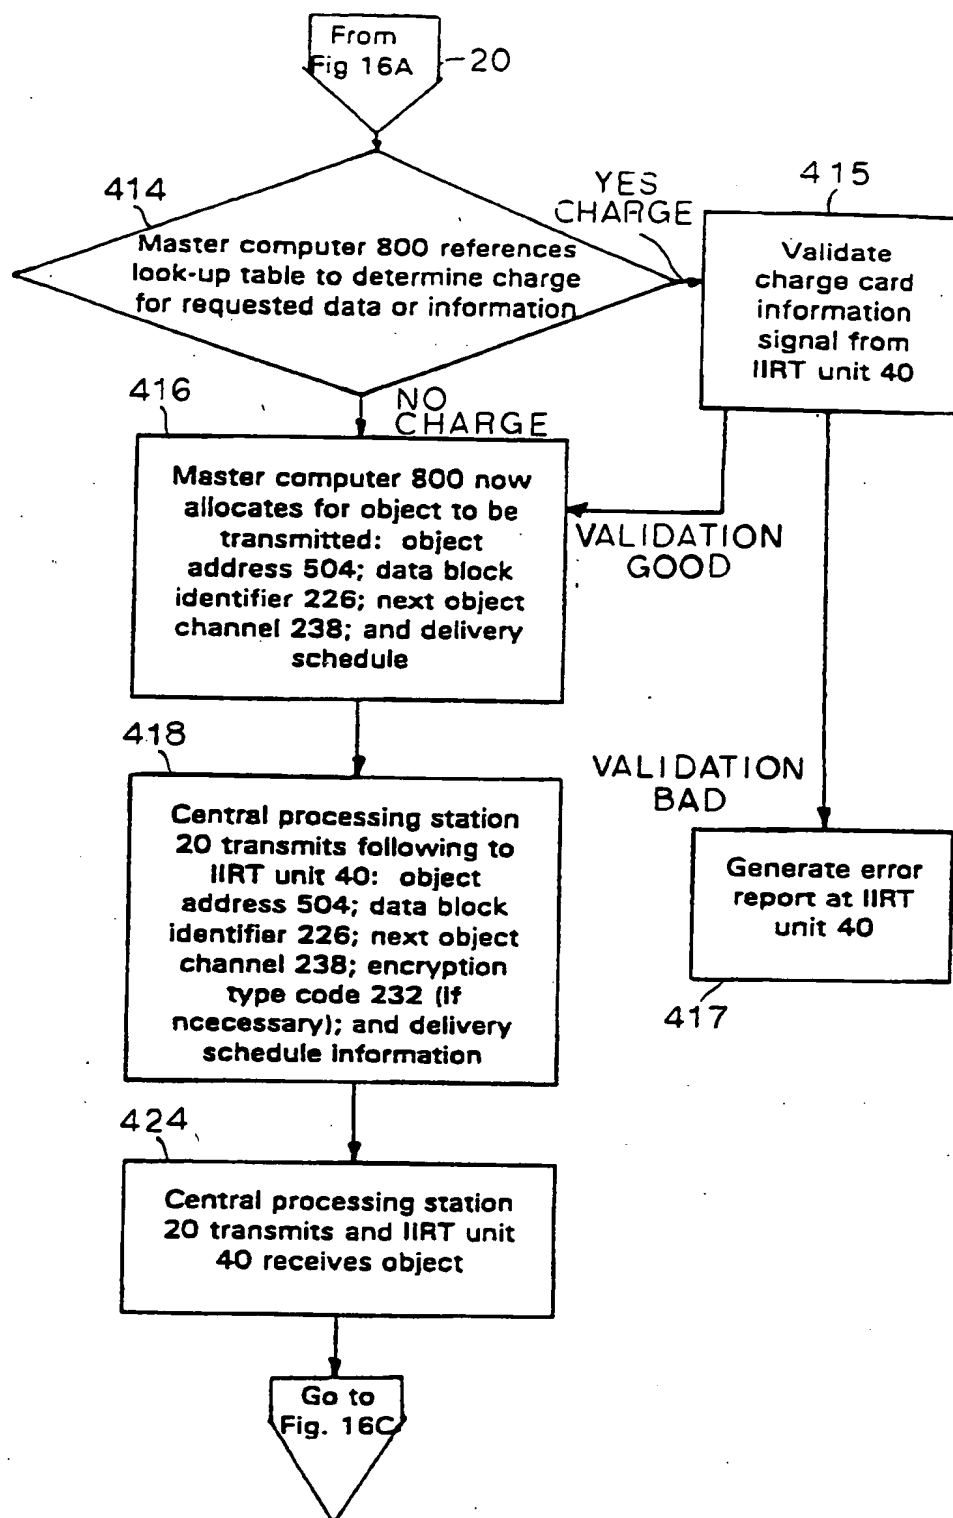 From
Fig 16A
20
414
Master computer 800 references
look-up table to determine charge
for requested data or information
YES
CHARGE
415
Validate
charge card
information
signal from
IIRT unit 40
NO
CHARGE
416
Master computer 800 now
allocates for object to be
transmitted: object
address 504; data block
identifier 226; next object
channel 238; and delivery
schedule
VALIDATION
GOOD
418
Central processing station
20 transmits following to
IIRT unit 40: object
address 504; data block
identifier 226; next object
channel 238; encryption
type code 232 (if
ncecessary); and delivery
schedule information
VALIDATION
BAD
Generate error
report at IIRT
unit 40
417
424
Central processing station
20 transmits and IIRT unit
40 receives object
Go to
Fig. 16C